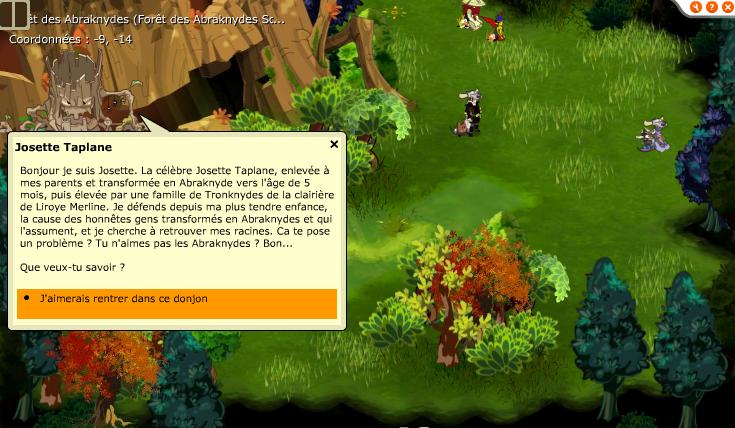 êt des Abraknydes (Forêt des Abraknydes Sc...
Coordonnées : -9, -14
Josette Taplane
Bonjour je suis Josette. La célèbre Josette Taplane, enlevée à
mes parents et transformée en Abraknyde vers l'âge de 5
mois, puis élevée par une famille de Tronknydes de la clairière
de Liroye Merline. Je défends depuis ma plus tendre enfance,
la cause des honnêtes gens transformés en Abraknydes et qui
l'assument, et je cherche à retrouver mes racines. Ca te pose
un problème ? Tu n'aimes pas les Abraknydes ? Bon...
Que veux-tu savoir ?
• J'aimerais rentrer dans ce donjon